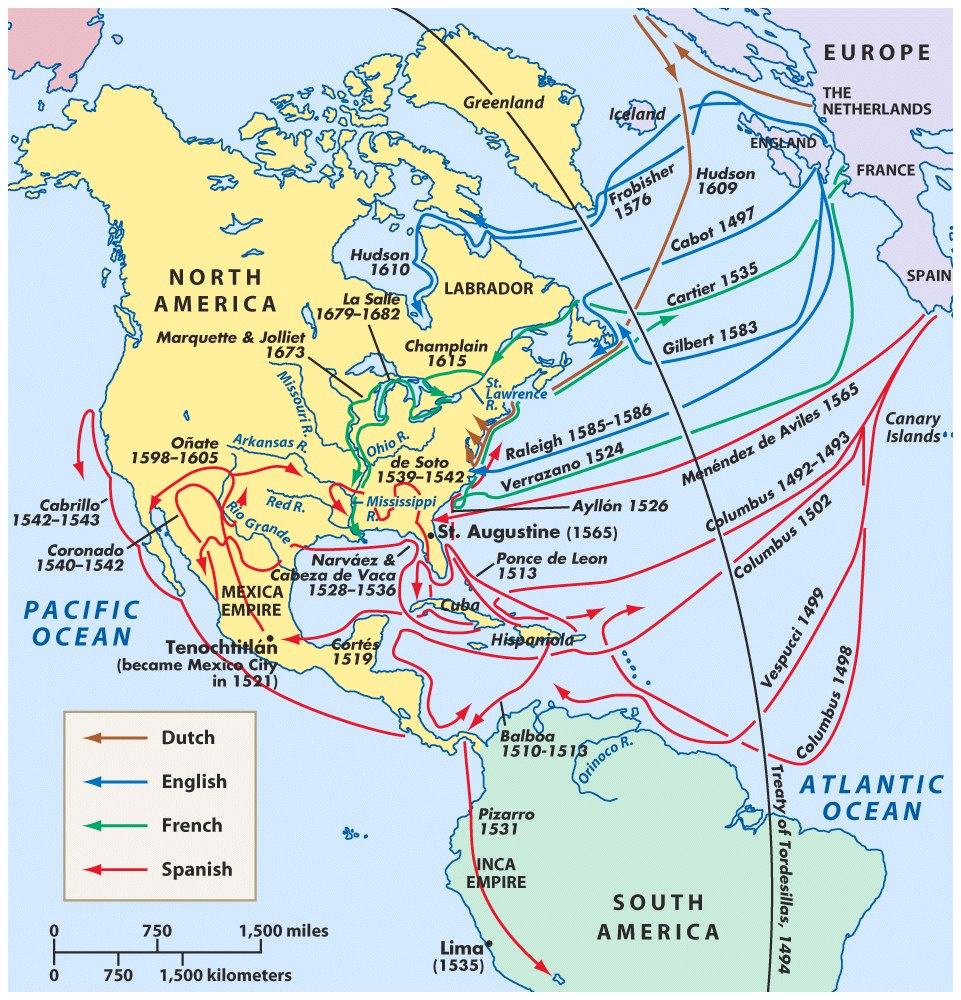 EUROPE
Greenland
THE
NETHERLANDS
Iceland
ENGLAND
FRANCE
Hudson
1609
Frobisher
1576
Cabot 1497
Hudson
1610
NORTH
AMERICA
LABRADOR
SPAIN
Cartier 1535
La Salle
1679–1682
Marquette & Jolliet
1673
Champlain
1615
Gilbert 1583
St.
Lawrence
R.
Missouri R.
Menéndez de Aviles 1565
Canary
Islands
Raleigh 1585–1586
Oñate
1598–1605
Arkansas R.
Ohio R.
de Soto
1539–1542
Verrazano 1524
Columbus 1492–1493
Cabrillo
1542–1543
Red R.
Mississippi
R.
Ayllón 1526
Rio Grande
St. Augustine (1565)
Columbus 1502
Coronado
1540–1542
Narváez &
Cabeza de Vaca
1528–1536
Ponce de Leon
1513
PACIFIC
OCEAN
MEXICA
EMPIRE
Cuba
Hispaniola
Vespucci 1499
Tenochtitlán
(became Mexico City
in 1521)
Cortés
1519
Columbus 1498
Balboa
1510-1513
Orinoco R.
Dutch
English
French
Spanish
ATLANTIC
OCEAN
Treaty of Tordesillas, 1494
Pizarro
1531
INCA
EMPIRE
SOUTH
AMERICA
Lima
(1535)
0 750 1,500 miles
0 750 1,500 kilometers